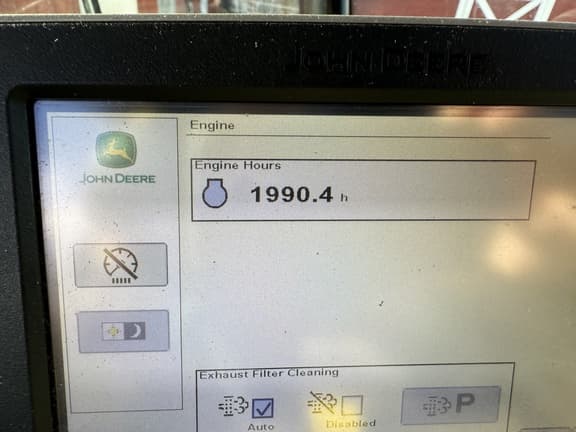 JOHN DEERE
Engine
JOHN DEERE
Engine Hours
1990.4 h
Exhaust Filter Cleaning
P
Auto
Disabled